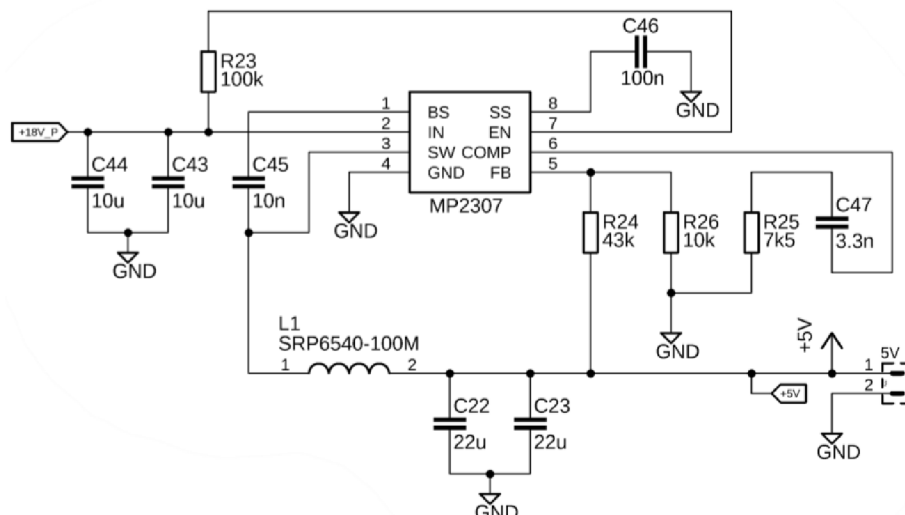 C46
100n
GND
R23
100k
+18V_P
C44
10u
C43
10u
GND
C45
10n
1 BS SS 8
2 IN EN 7
3 SW COMP 6
4 GND FB 5
MP2307
GND
R24
43k
R26
10k
R25
7k5
C47
3.3n
GND
L1
SRP6540-100M
1 2
C22
22u
C23
22u
GND
+5V
+5V
5V
1
2
GND